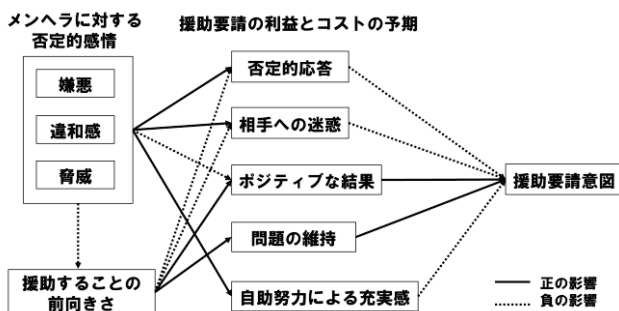 メンヘラに対する
否定的感情
援助要請の利益とコストの予期
嫌悪
違和感
脅威
否定的応答
相手への迷惑
ポジティブな結果
問題の維持
自助努力による充実感
援助することの
前向きさ
援助要請意図
正の影響
負の影響